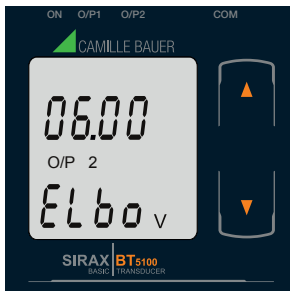 ON O/P1 O/P2 COM
CAMILLE BAUER
06.00
O/P 2
ELbo V
SIRAX BT5100
BASIC TRANSDUCER